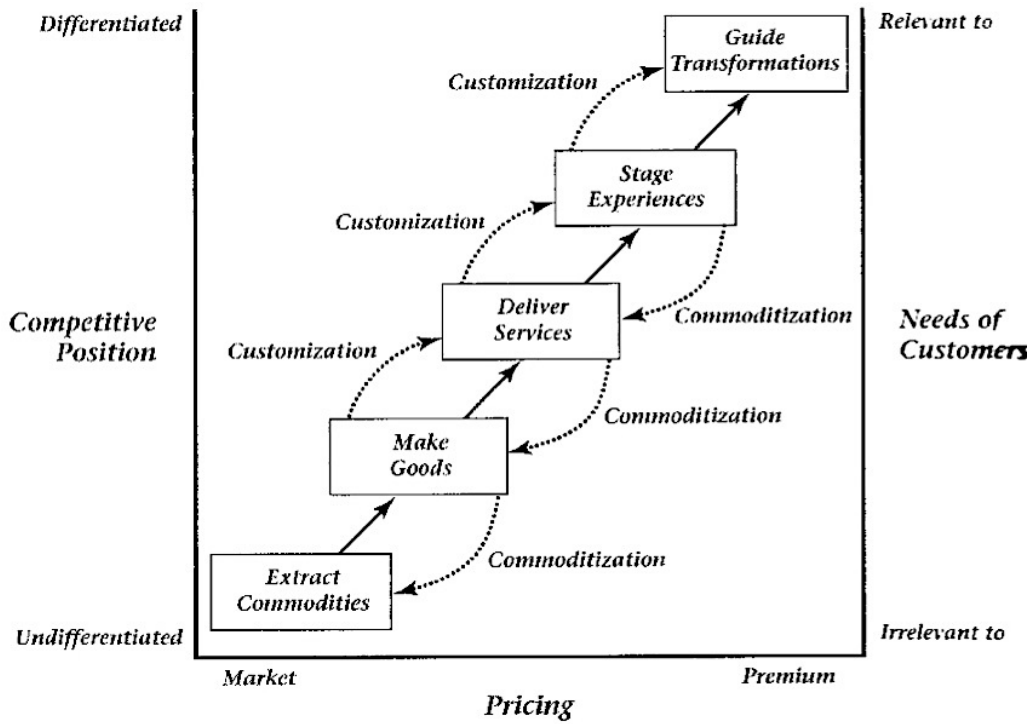 Differentiated
Relevant to
Guide
Transformations
Customization
Stage
Experiences
Customization
Deliver
Services
Commoditization
Competitive
Position
Needs of
Customers
Customization
Commoditization
Make
Goods
Commoditization
Extract
Commodities
Undifferentiated
Irrelevant to
Market
Premium
Pricing